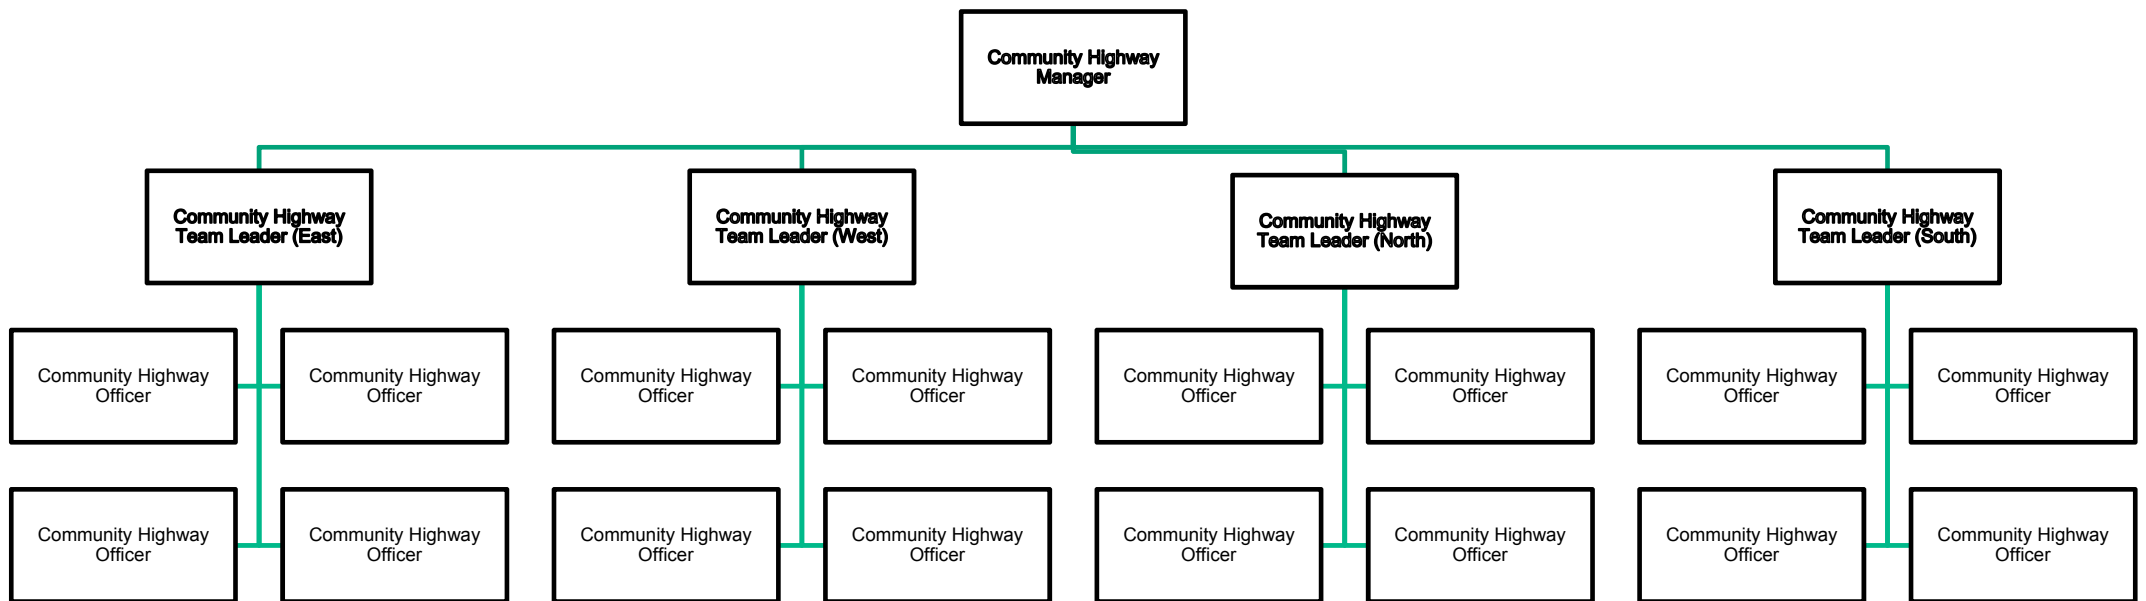 Community Highway
Manager
Community Highway
Team Leader (East)
Community Highway
Team Leader (West)
Community Highway
Team Leader (North)
Community Highway
Team Leader (South)
Community Highway
Officer
Community Highway
Officer
Community Highway
Officer
Community Highway
Officer
Community Highway
Officer
Community Highway
Officer
Community Highway
Officer
Community Highway
Officer
Community Highway
Officer
Community Highway
Officer
Community Highway
Officer
Community Highway
Officer
Community Highway
Officer
Community Highway
Officer
Community Highway
Officer
Community Highway
Officer